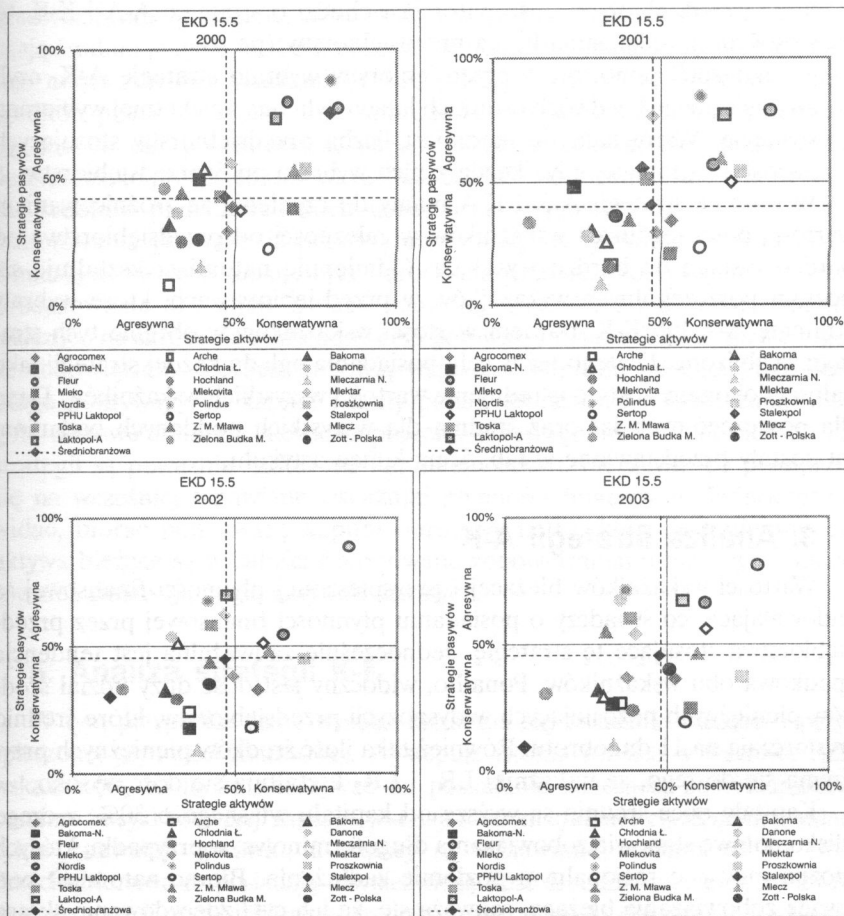 EKD 15.5
2000
100%
50%
0%
Strategie pasywów
Konserwatywna Agresywna
0% Agresywna 50% Konserwatywna 100%
Strategie aktywów
Agrocomex Arche Bakoma
Bakoma-N. Chłodnia Ł. Danone
Fleur Hochland Mleczarnia N.
Mleko Mlekovita Mlektar
Nordis Polindus Proszkownia
PPHU Laktopol Sertop Stalexpol
Toska Z. M. Mława Mlecz
Laktopol-A Zielona Budka M. Zott - Polska
Średniobranżowa
EKD 15.5
2001
100%
50%
0%
Strategie pasywów
Konserwatywna Agresywna
0% Agresywna 50% Konserwatywna 100%
Strategie aktywów
Agrocomex Arche Bakoma
Bakoma-N. Chłodnia Ł. Danone
Fleur Hochland Mleczarnia N.
Mleko Mlekovita Mlektar
Nordis Polindus Proszkownia
PPHU Laktopol Sertop Stalexpol
Toska Z. M. Mława Mlecz
Laktopol-A Zielona Budka M. Zott - Polska
Średniobranżowa
EKD 15.5
2002
100%
50%
0%
Strategie pasywów
Konserwatywna Agresywna
0% Agresywna 50% Konserwatywna 100%
Strategie aktywów
Agrocomex Arche Bakoma
Bakoma-N. Chłodnia Ł. Danone
Fleur Hochland Mleczarnia N.
Mleko Mlekovita Mlektar
Nordis Polindus Proszkownia
PPHU Laktopol Sertop Stalexpol
Toska Z. M. Mława Mlecz
Laktopol-A Zielona Budka M. Zott - Polska
Średniobranżowa
EKD 15.5
2003
100%
50%
0%
Strategie pasywów
Konserwatywna Agresywna
0% Agresywna 50% Konserwatywna 100%
Strategie aktywów
Agrocomex Arche Bakoma
Bakoma-N. Chłodnia Ł. Danone
Fleur Hochland Mleczarnia N.
Mleko Mlekovita Mlektar
Nordis Polindus Proszkownia
PPHU Laktopol Sertop Stalexpol
Toska Z. M. Mława Mlecz
Laktopol-A Zielona Budka M. Zott - Polska
Średniobranżowa